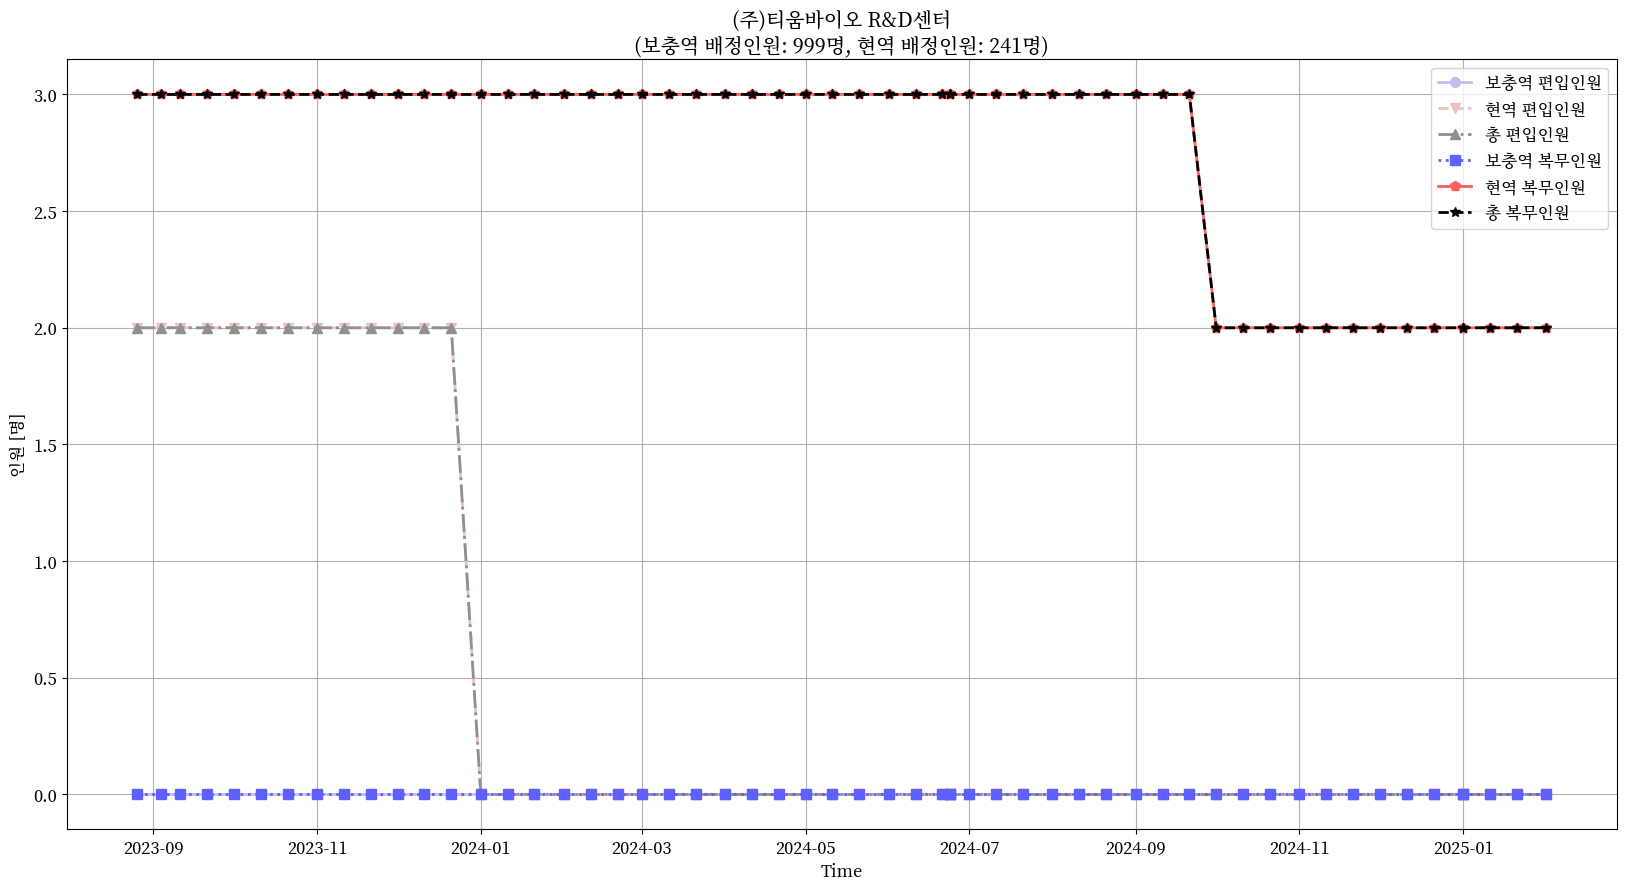 (주)티움바이오 R&D센터
(보충역 배정인원: 999명, 현역 배정인원: 241명)
보충역 편입인원
현역 편입인원
총 편입인원
보충역 복무인원
현역 복무인원
총 복무인원
인원 [명]
3.0
2.5
2.0
1.5
1.0
0.5
0.0
2023-09
2023-11
2024-01
2024-03
2024-05
2024-07
2024-09
2024-11
2025-01
Time